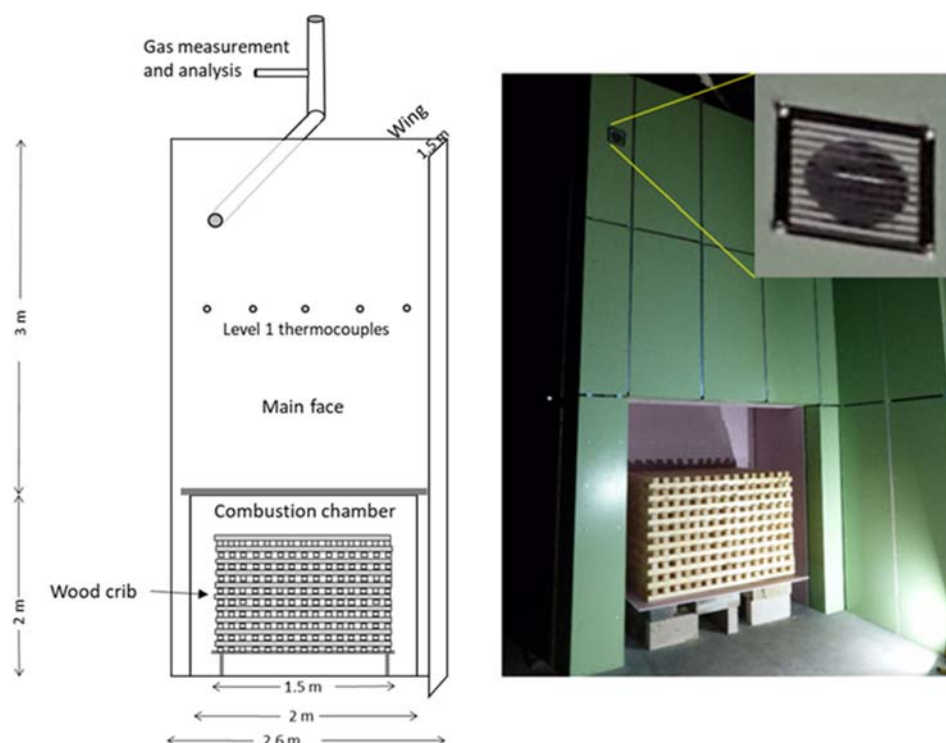 Gas measurement
and analysis
Wing
1.5 m
3 m
Level 1 thermocouples
Main face
Combustion chamber
Wood crib
2 m
1.5 m
2 m
2.6 m